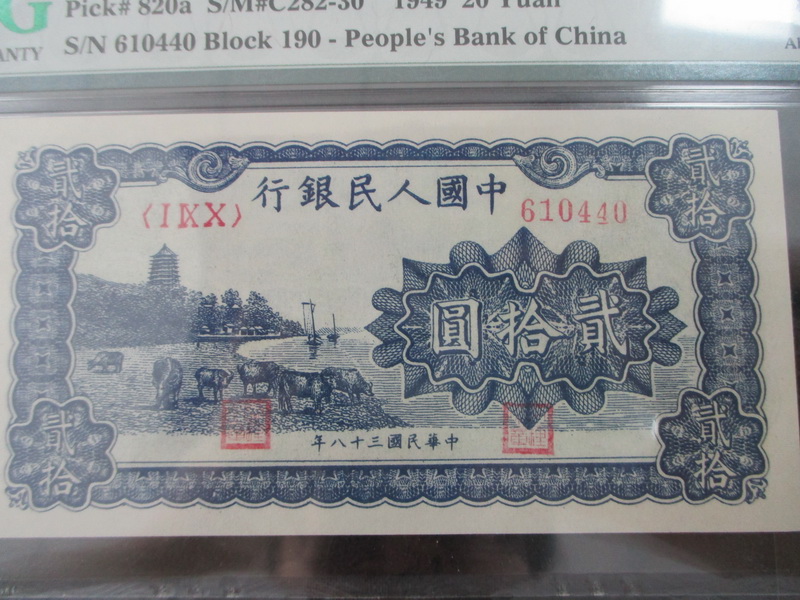 G Pick# 820a S/M#C282-30 1949 20 Yuan
ANTY S/N 610440 Block 190 - People's Bank of China
行銀民人國中
〈IⅨX〉 610440
貳拾
貳拾
圓拾貳
貳拾
貳拾
年八十三國民華中